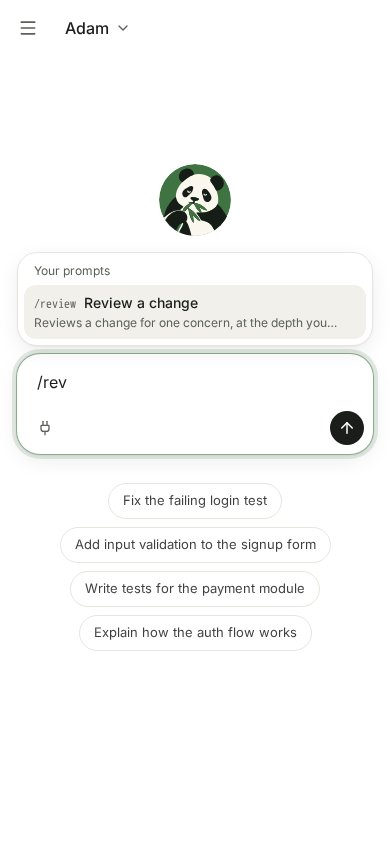 Adam
Your prompts
/review Review a change
Reviews a change for one concern, at the depth you...
/rev
Fix the failing login test
Add input validation to the signup form
Write tests for the payment module
Explain how the auth flow works